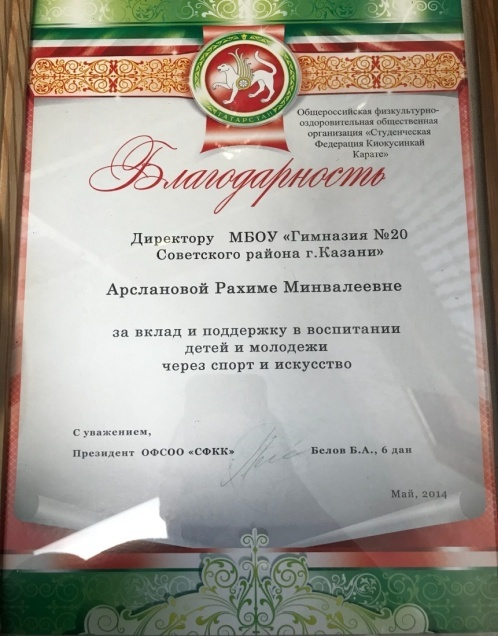 ТАТАРСТАН
Общероссийская физкультурно-
оздоровительная общественная
организация «Студенческая
Федерация Киокусинкай
Карате»
Благодарность
Директору МБОУ «Гимназия №20
Советского района г.Казани»
Арслановой Рахиме Минвалеевне
за вклад и поддержку в воспитании
детей и молодежи
через спорт и искусство
С уважением,
Президент ОФСОО «СФКК» Белов Б.А., 6 дан
Май, 2014